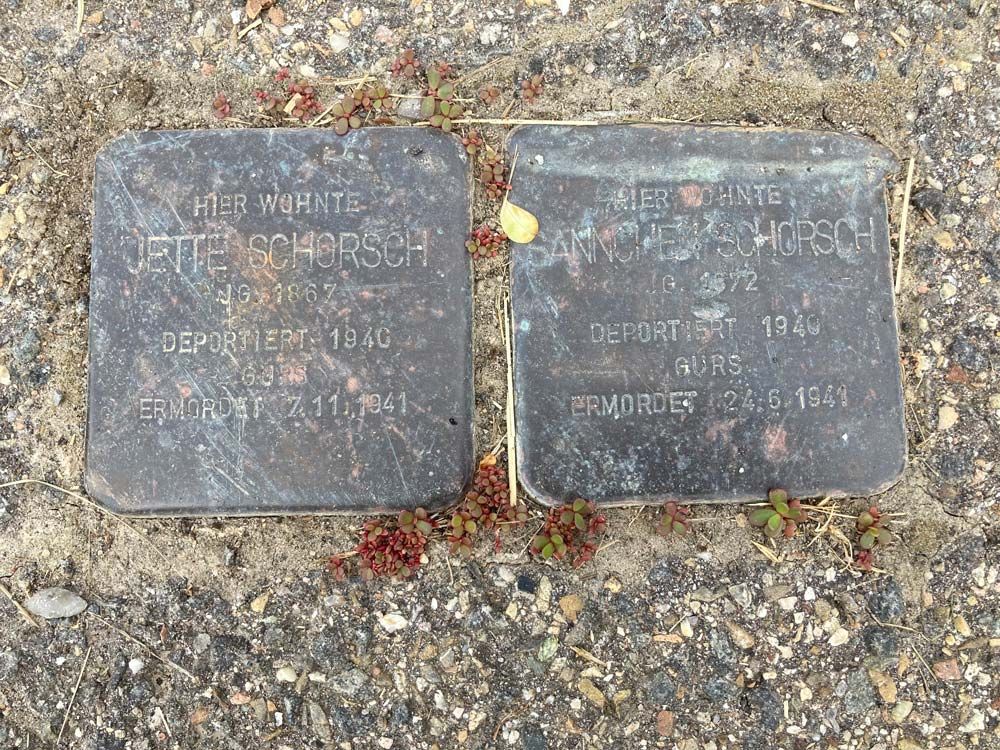 HIER WOHNTE
JETTE SCHORSCH
JG. 1867
DEPORTIERT 1940
GURS
ERMORDET 7.11.1941
HIER WOHNTE
ÄNNCHEN SCHORSCH
JG. 1872
DEPORTIERT 1940
GURS
ERMORDET 24.6.1941